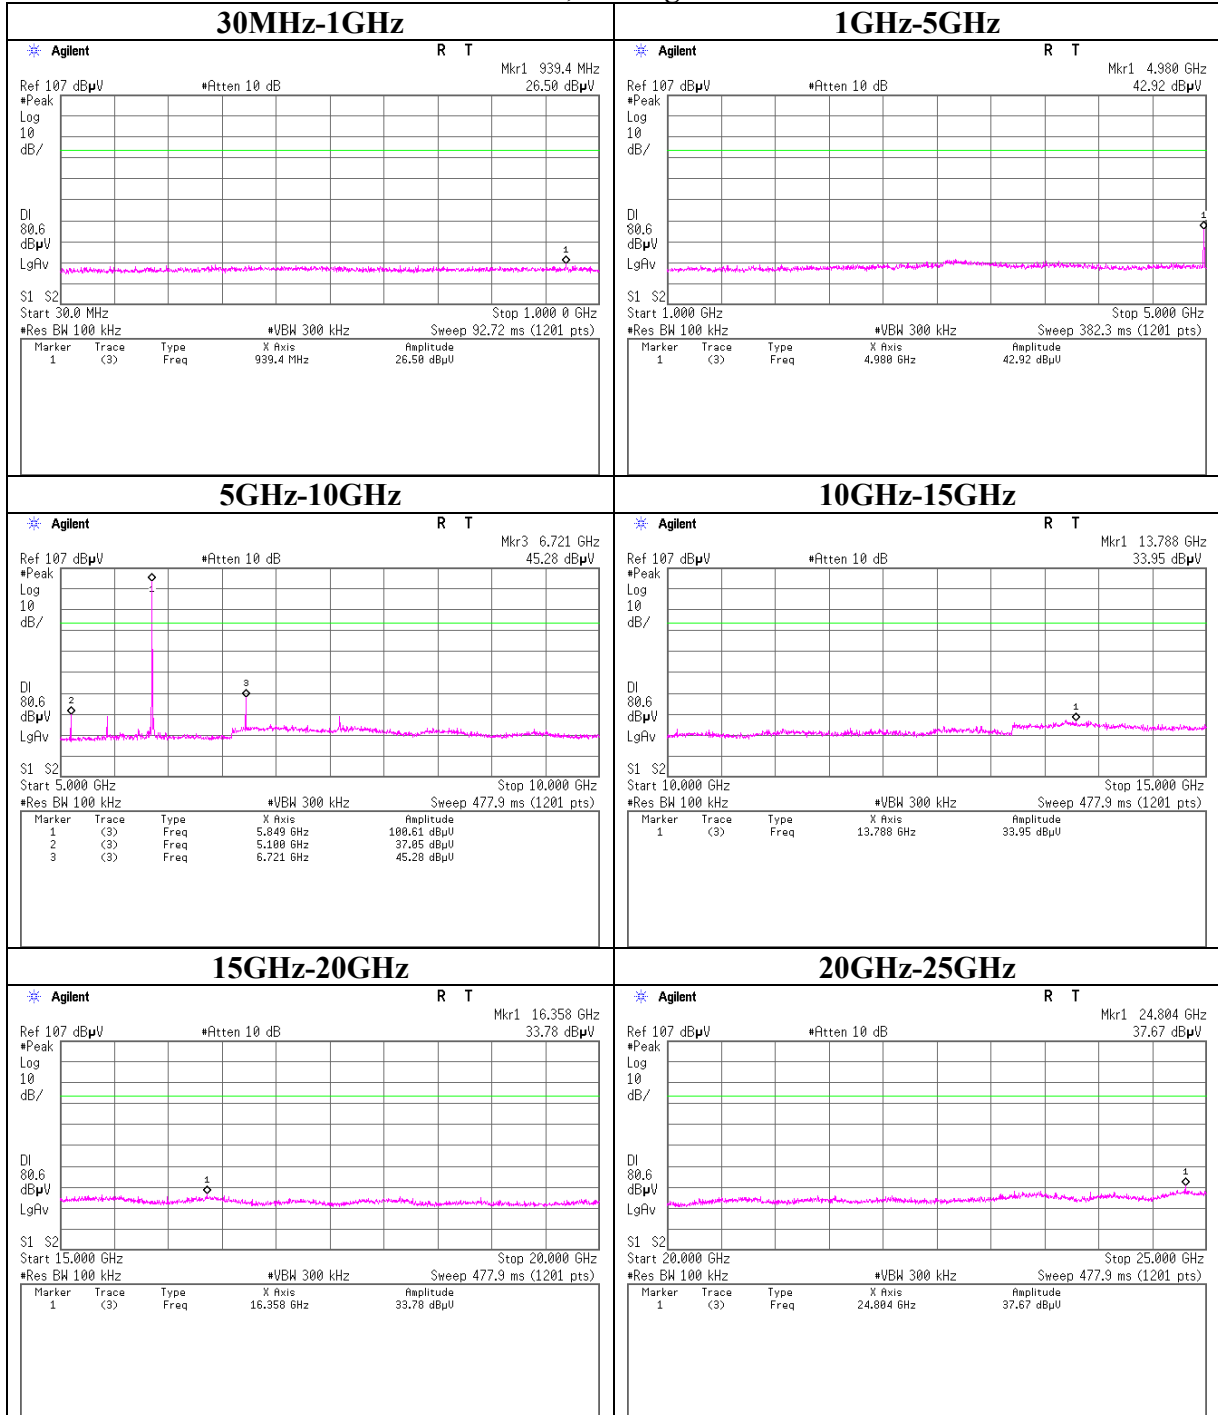 30MHz-1GHz
Agilent R T
Mkr1 939.4 MHz
Ref 107 dBµV #Atten 10 dB 26.50 dBµV
#Peak
Log
10
dB/
DI
80.6
dBµV
LgAv
1
S1 S2
Start 30.0 MHz Stop 1.000 0 GHz
#Res BW 100 kHz #VBW 300 kHz Sweep 92.72 ms (1201 pts)
Marker Trace Type X Axis Amplitude
1 (3) Freq 939.4 MHz 26.50 dBµV
1GHz-5GHz
Agilent R T
Mkr1 4.980 GHz
Ref 107 dBµV #Atten 10 dB 42.92 dBµV
#Peak
Log
10
dB/
DI
80.6
dBµV
LgAv
1
S1 S2
Start 1.000 GHz Stop 5.000 GHz
#Res BW 100 kHz #VBW 300 kHz Sweep 382.3 ms (1201 pts)
Marker Trace Type X Axis Amplitude
1 (3) Freq 4.980 GHz 42.92 dBµV
5GHz-10GHz
Agilent R T
Mkr3 6.721 GHz
Ref 107 dBµV #Atten 10 dB 45.28 dBµV
#Peak
Log
10
dB/
1
3
DI
80.6
2
dBµV
LgAv
S1 S2
Start 5.000 GHz Stop 10.000 GHz
#Res BW 100 kHz #VBW 300 kHz Sweep 477.9 ms (1201 pts)
Marker Trace Type X Axis Amplitude
1 (3) Freq 5.849 GHz 100.61 dBµV
2 (3) Freq 5.100 GHz 37.05 dBµV
3 (3) Freq 6.721 GHz 45.28 dBµV
10GHz-15GHz
Agilent R T
Mkr1 13.788 GHz
Ref 107 dBµV #Atten 10 dB 33.95 dBµV
#Peak
Log
10
dB/
DI
80.6
dBµV
LgAv
1
S1 S2
Start 10.000 GHz Stop 15.000 GHz
#Res BW 100 kHz #VBW 300 kHz Sweep 477.9 ms (1201 pts)
Marker Trace Type X Axis Amplitude
1 (3) Freq 13.788 GHz 33.95 dBµV
15GHz-20GHz
Agilent R T
Mkr1 16.358 GHz
Ref 107 dBµV #Atten 10 dB 33.78 dBµV
#Peak
Log
10
dB/
DI
80.6
dBµV
LgAv
1
S1 S2
Start 15.000 GHz Stop 20.000 GHz
#Res BW 100 kHz #VBW 300 kHz Sweep 477.9 ms (1201 pts)
Marker Trace Type X Axis Amplitude
1 (3) Freq 16.358 GHz 33.78 dBµV
20GHz-25GHz
Agilent R T
Mkr1 24.804 GHz
Ref 107 dBµV #Atten 10 dB 37.67 dBµV
#Peak
Log
10
dB/
DI
80.6
dBµV
LgAv
1
S1 S2
Start 20.000 GHz Stop 25.000 GHz
#Res BW 100 kHz #VBW 300 kHz Sweep 477.9 ms (1201 pts)
Marker Trace Type X Axis Amplitude
1 (3) Freq 24.804 GHz 37.67 dBµV